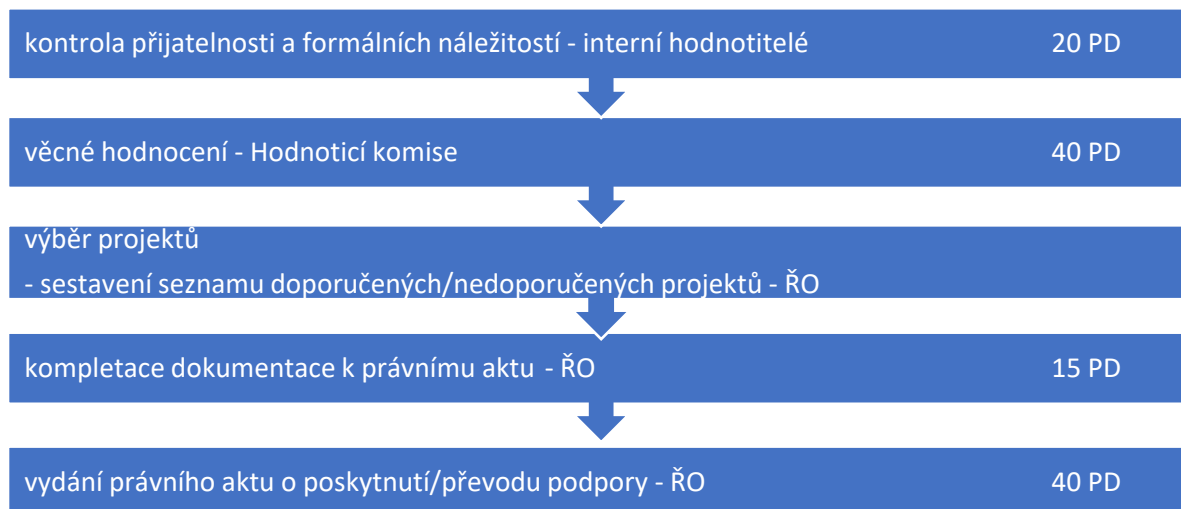 kontrola přijatelnosti a formálních náležitostí - interní hodnotitelé 20 PD
věcné hodnocení - Hodnoticí komise 40 PD
výběr projektů
- sestavení seznamu doporučených/nedoporučených projektů - ŘO
kompletace dokumentace k právnímu aktu - ŘO 15 PD
vydání právního aktu o poskytnutí/převodu podpory - ŘO 40 PD